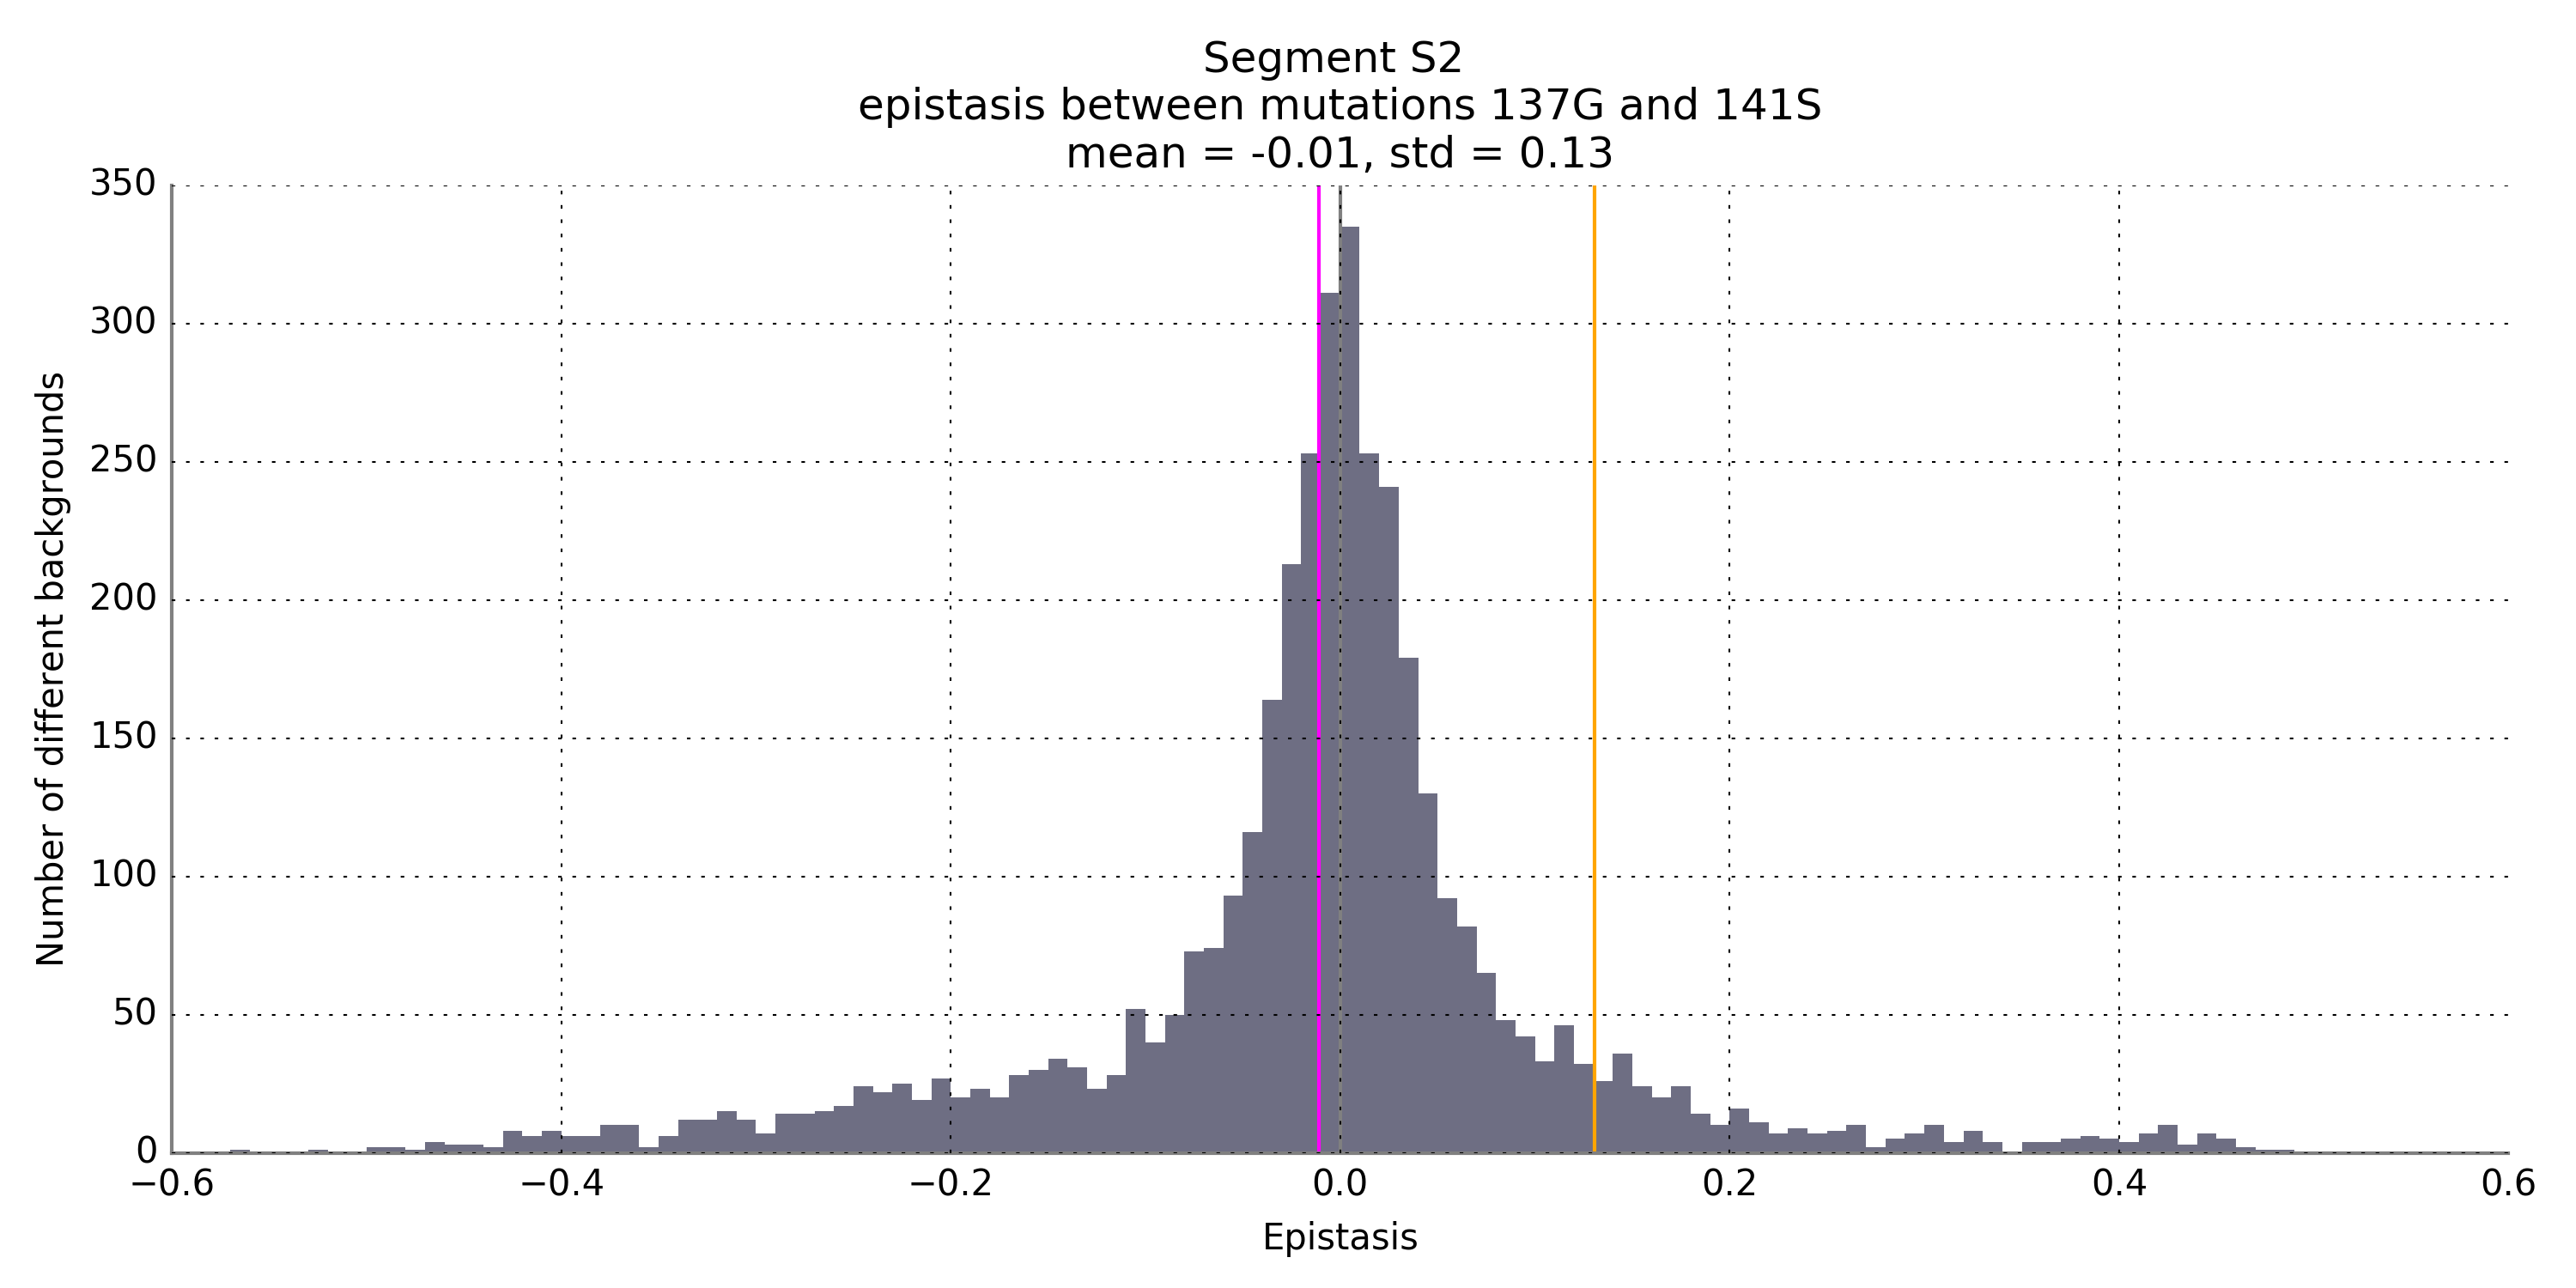 Segment S2
epistasis between mutations 137G and 141S
mean = -0.01, std = 0.13
350
300
250
200
150
100
50
0
Number of different backgrounds
−0.6 −0.4 −0.2 0.0 0.2 0.4 0.6
Epistasis